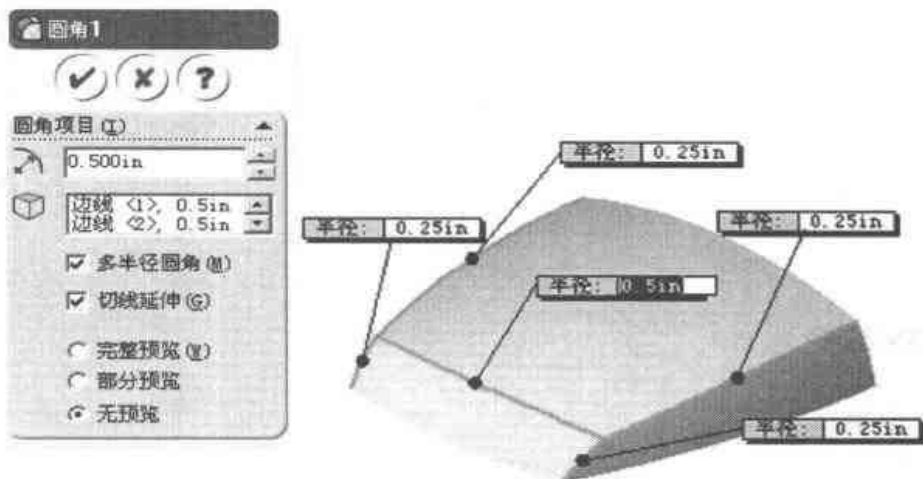 圆角1
圆角项目(I)
0.500in
边线 <1>, 0.5in
边线 <2>, 0.5in
多半径圆角(M)
切线延伸(G)
完整预览(W)
部分预览
无预览
半径: 0.25in
半径: 0.25in
半径: 0.25in
半径: 0.5in
半径: 0.25in